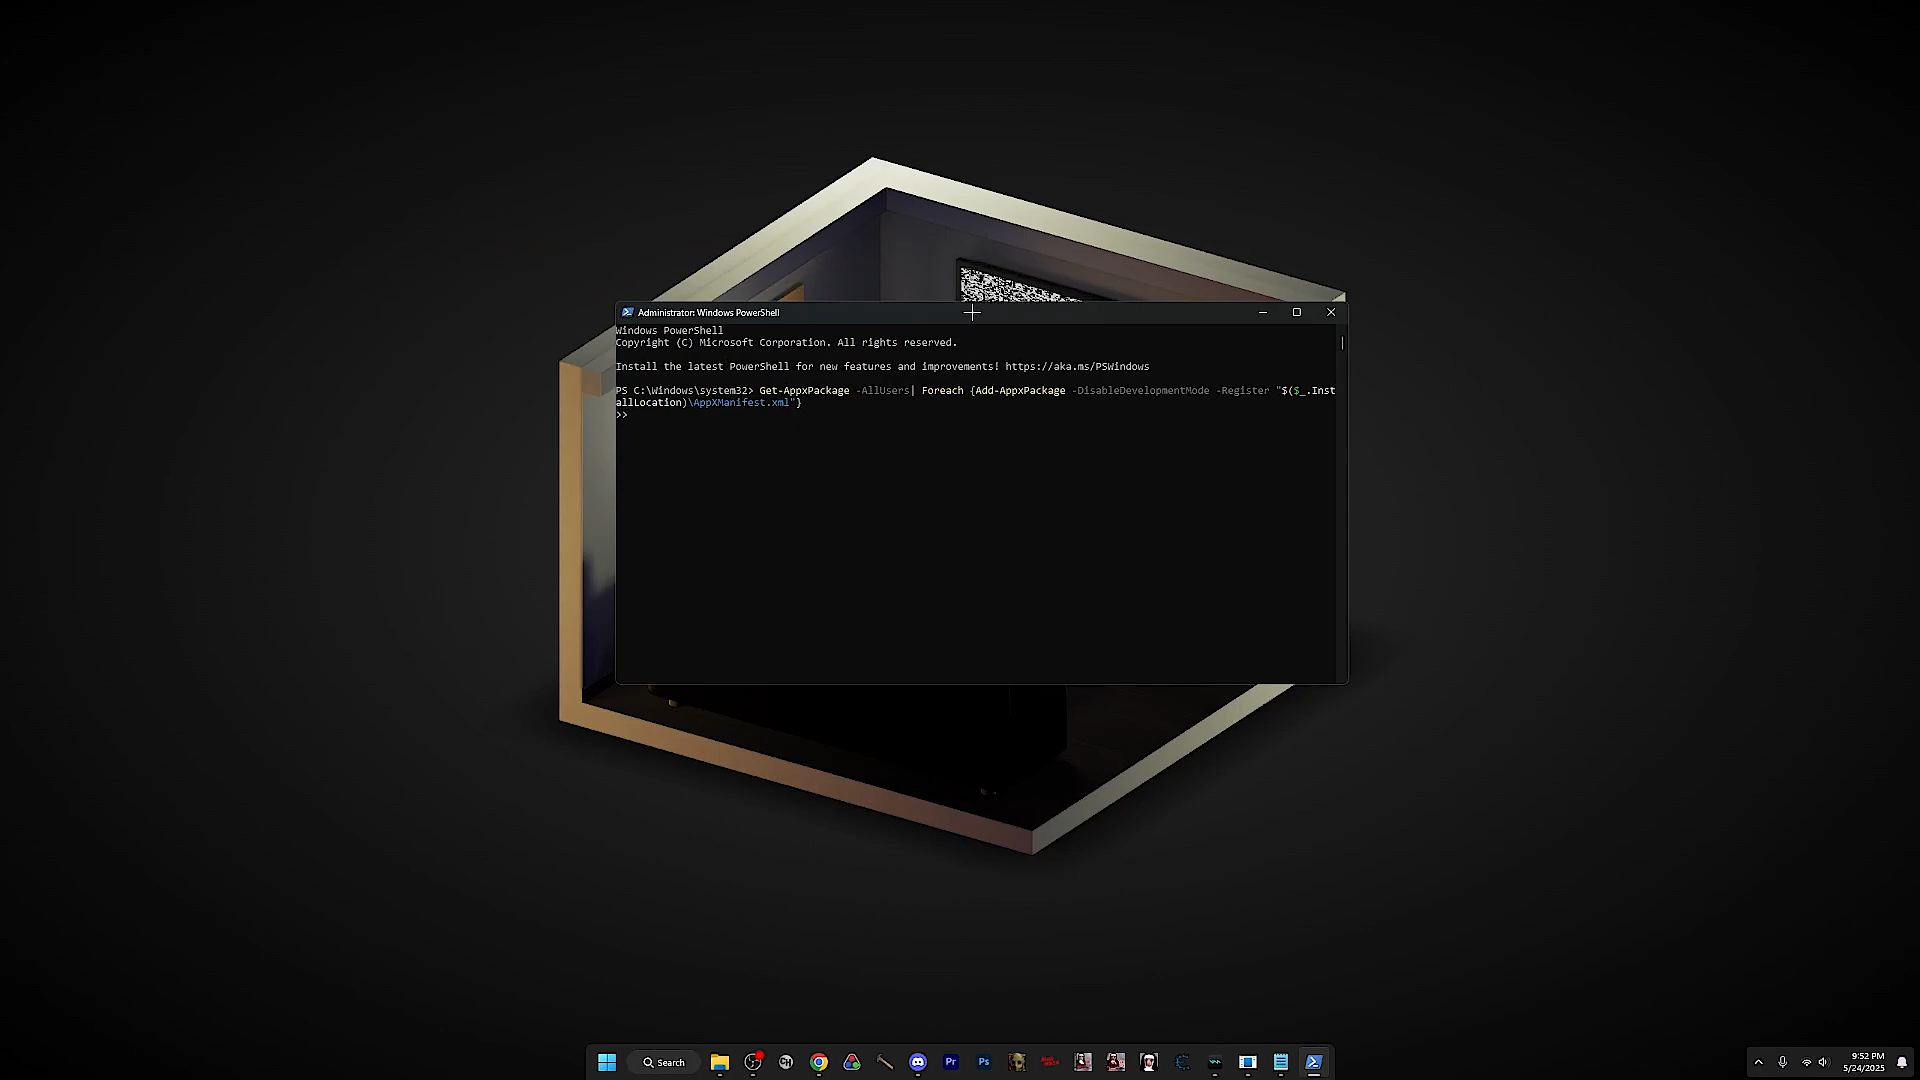 Administrator: Windows PowerShell
Windows PowerShell
Copyright (C) Microsoft Corporation. All rights reserved.
Install the latest PowerShell for new features and improvements! https://aka.ms/PSWindows
PS C:\Windows\system32> Get-AppxPackage -AllUsers| Foreach {Add-AppxPackage -DisableDevelopmentMode -Register "$($_.Inst
allLocation)\AppXManifest.xml"}
>>
Search
Pr
Ps
9:52 PM
5/24/2025